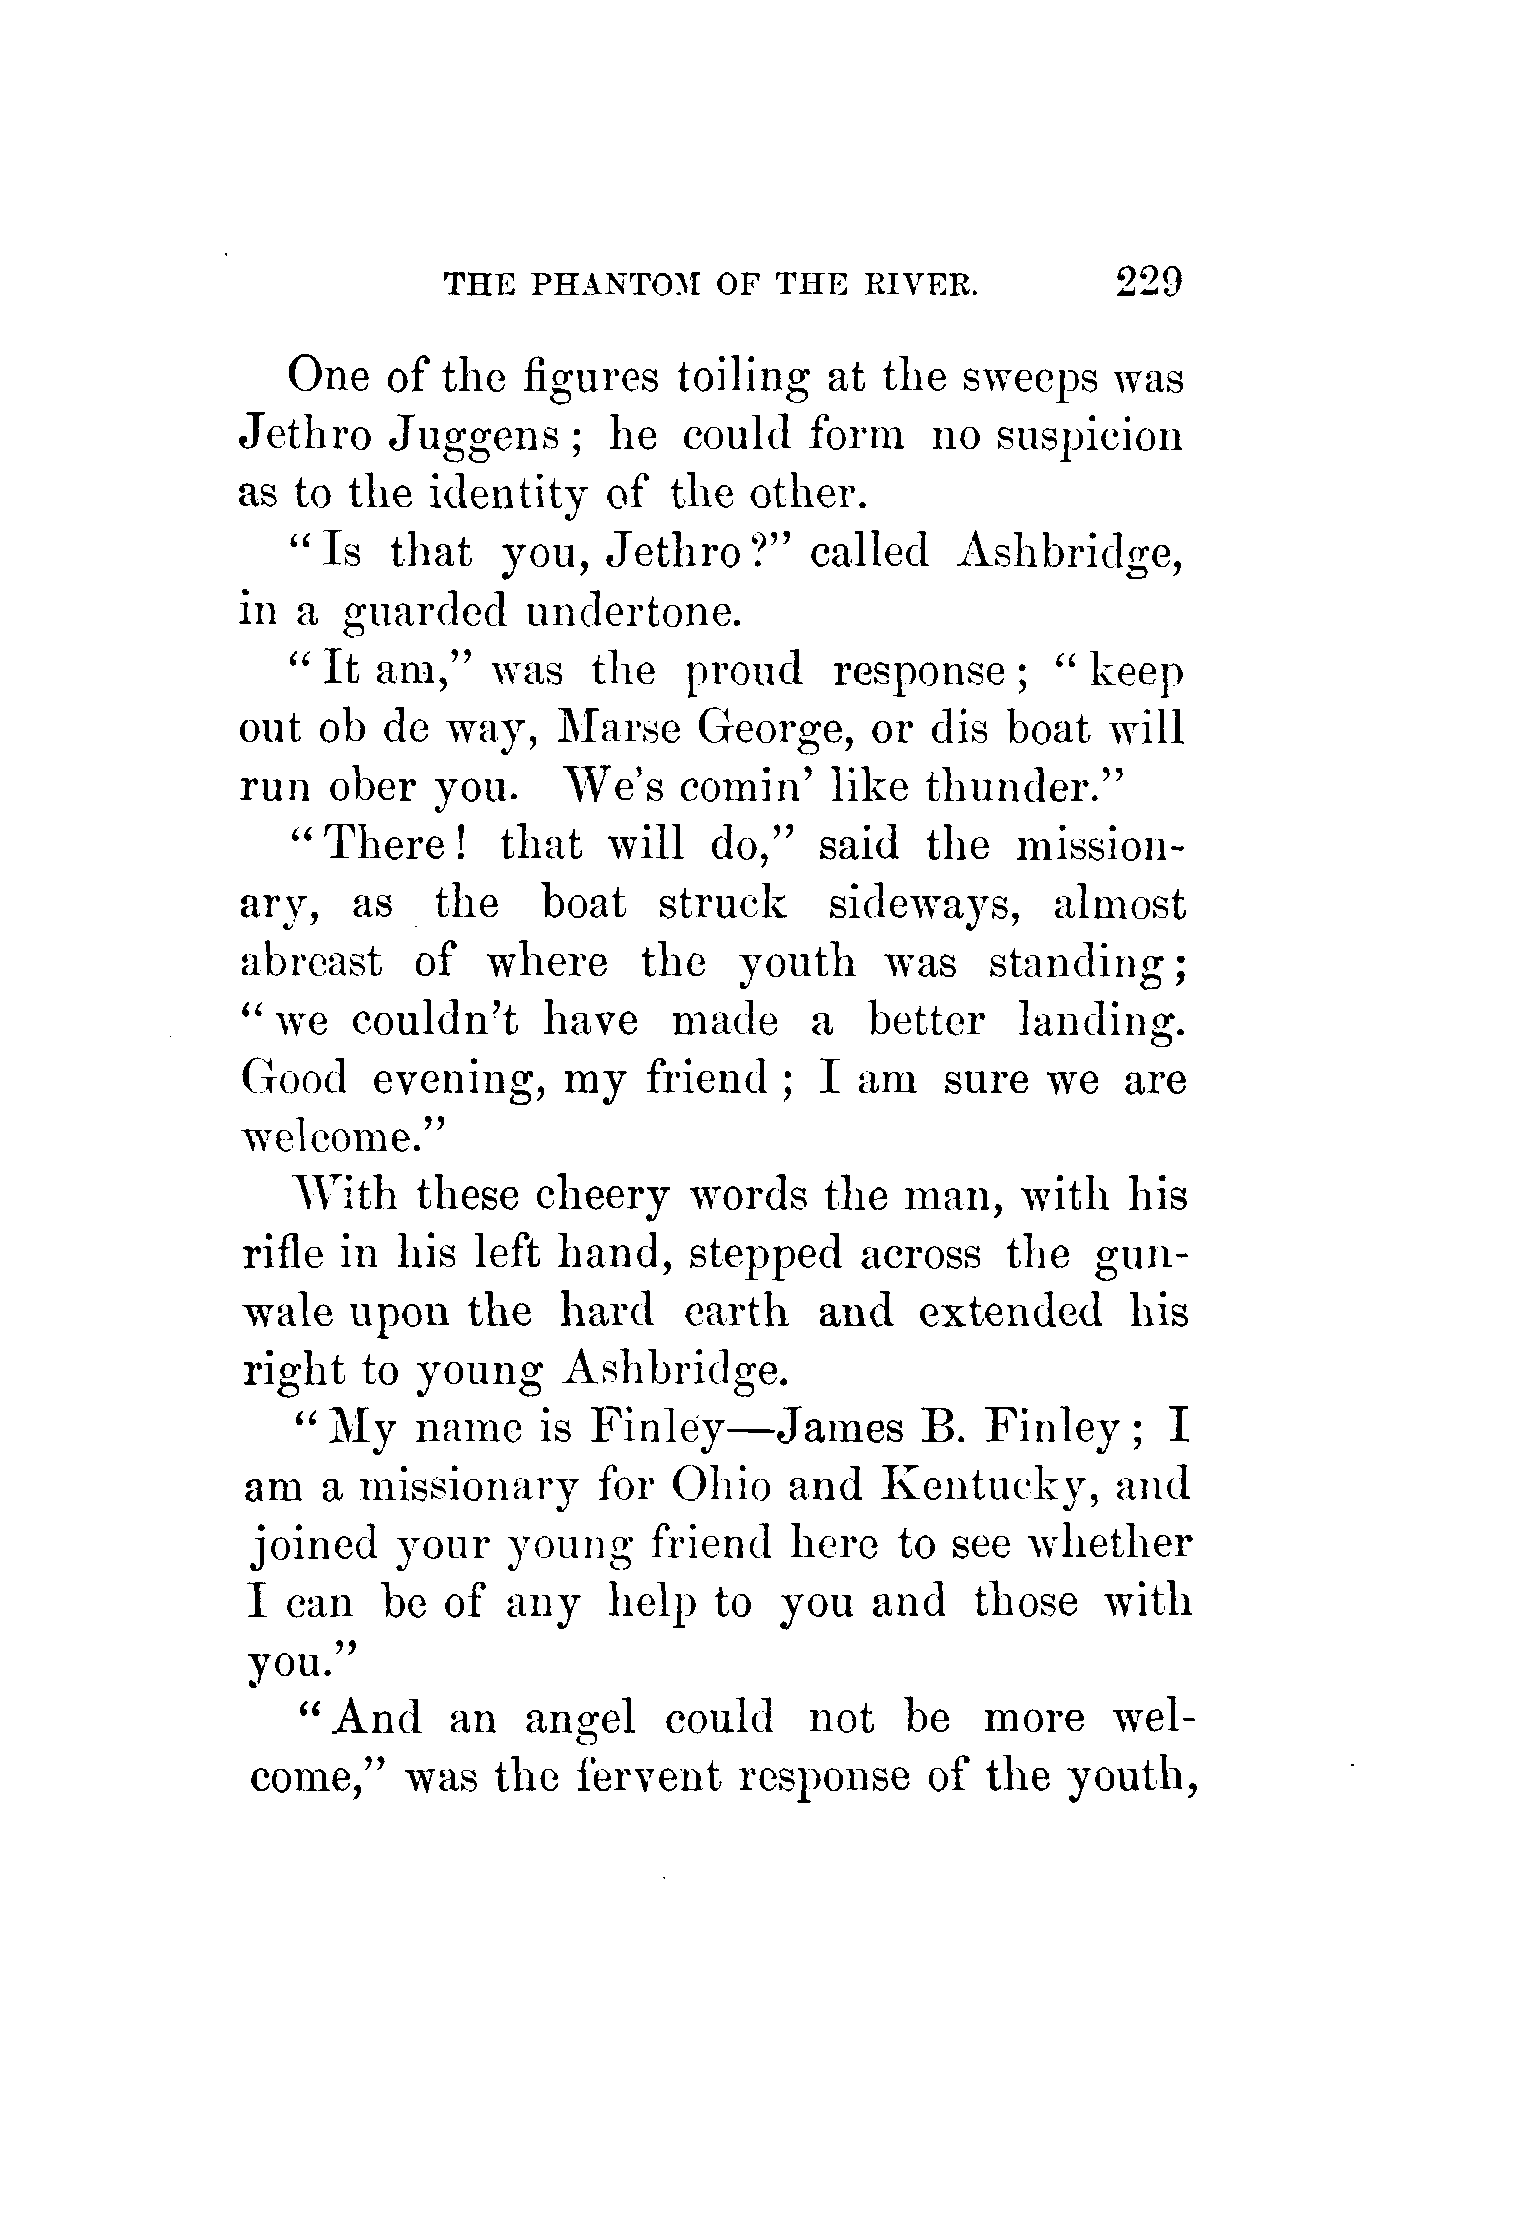 THE PHANTOM OF THE RIVER. 229
One of the figures toiling at the sweeps was
Jethro Juggens; he could form no suspicion
as to the identity of the other.
"Is that you, Jethro?" called Ashbridge,
in a guarded undertone.
"It am," was the proud response; "keep
out ob de way, Marse George, or dis boat will
run ober you. We's comin' like thunder."
"There! that will do," said the mission-
ary, as the boat struck sideways, almost
abreast of where the youth was standing;
"we couldn't have made a better landing.
Good evening, my friend; I am sure we are
welcome."
With these cheery words the man, with his
rifle in his left hand, stepped across the gun-
wale upon the hard earth and extended his
right to young Ashbridge.
"My name is Finley—James B. Finley; I
am a missionary for Ohio and Kentucky, and
joined your young friend here to see whether
I can be of any help to you and those with
you."
"And an angel could not be more wel-
come," was the fervent response of the youth,